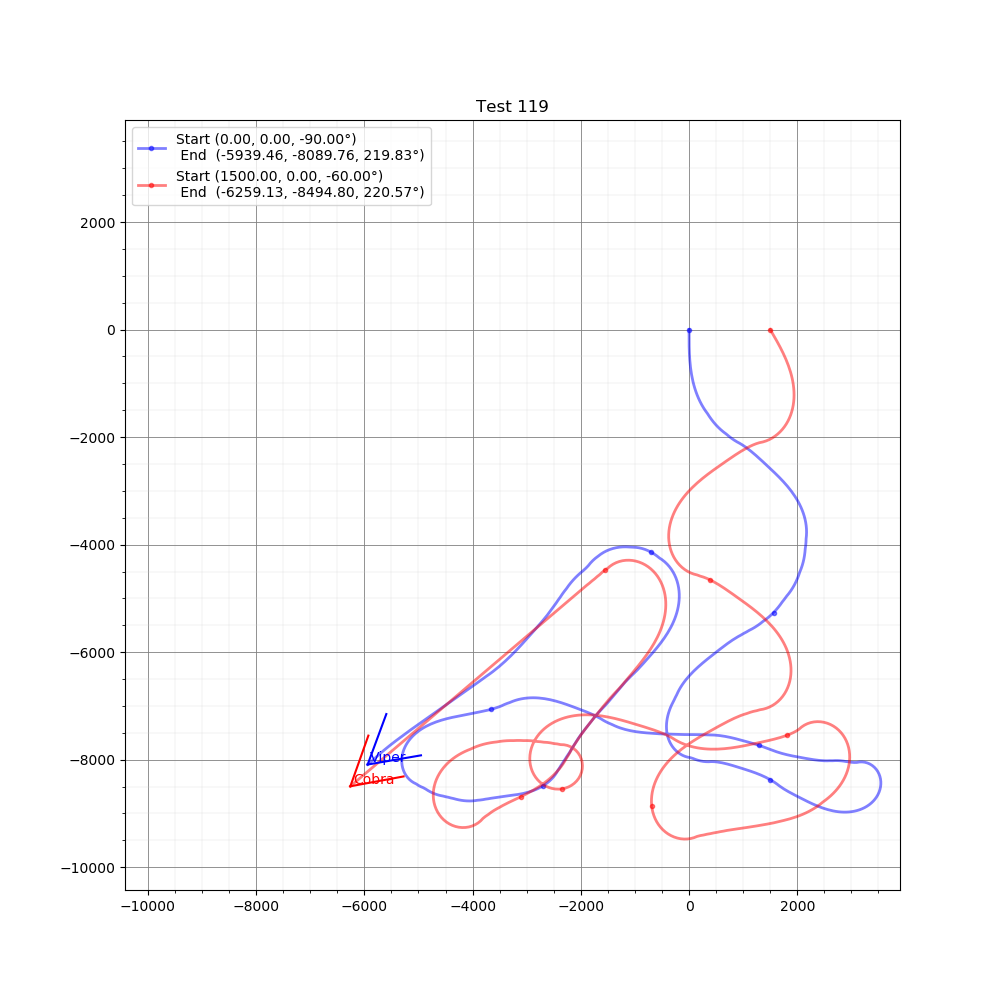 Test 119
Start (0.00, 0.00, -90.00°)
End (-5939.46, -8089.76, 219.83°)
Start (1500.00, 0.00, -60.00°)
End (-6259.13, -8494.80, 220.57°)
2000
0
−2000
−4000
−6000
−8000
−10000
Viper
Cobra
−10000 −8000 −6000 −4000 −2000 0 2000